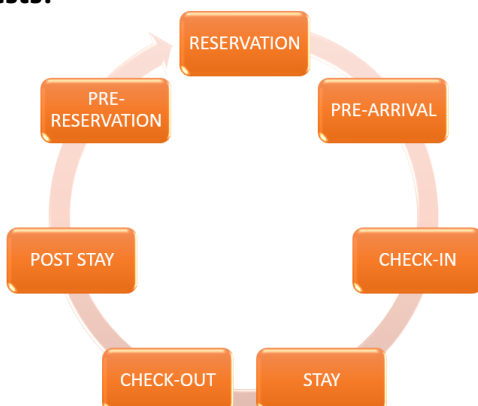 RESERVATION
PRE-ARRIVAL
CHECK-IN
STAY
CHECK-OUT
POST STAY
PRE-
RESERVATION